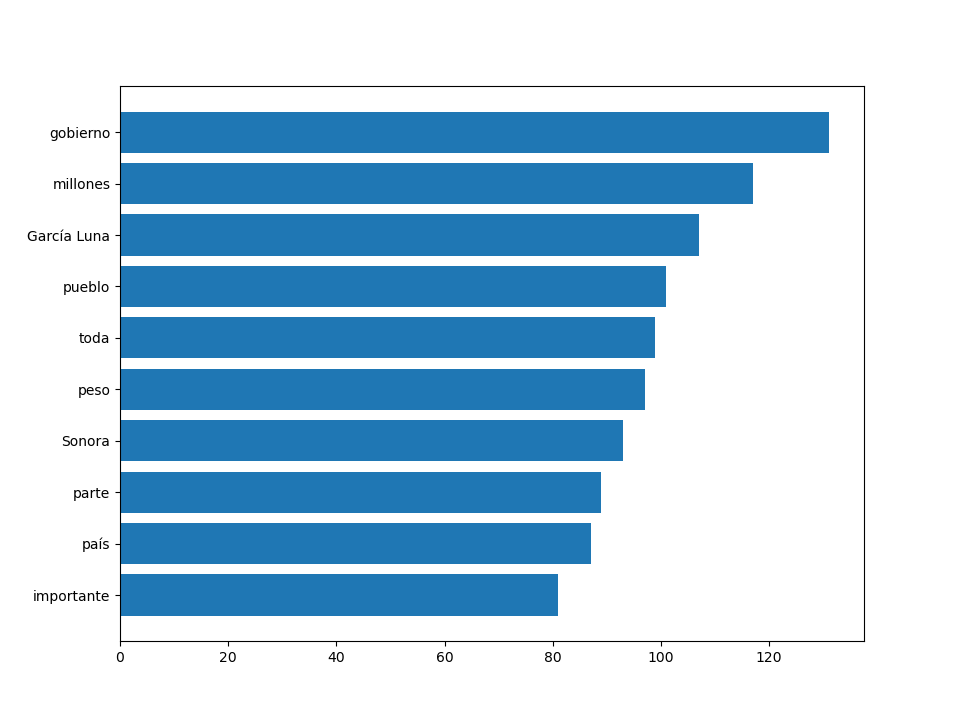 gobierno
millones
García Luna
pueblo
toda
peso
Sonora
parte
país
importante
0 20 40 60 80 100 120